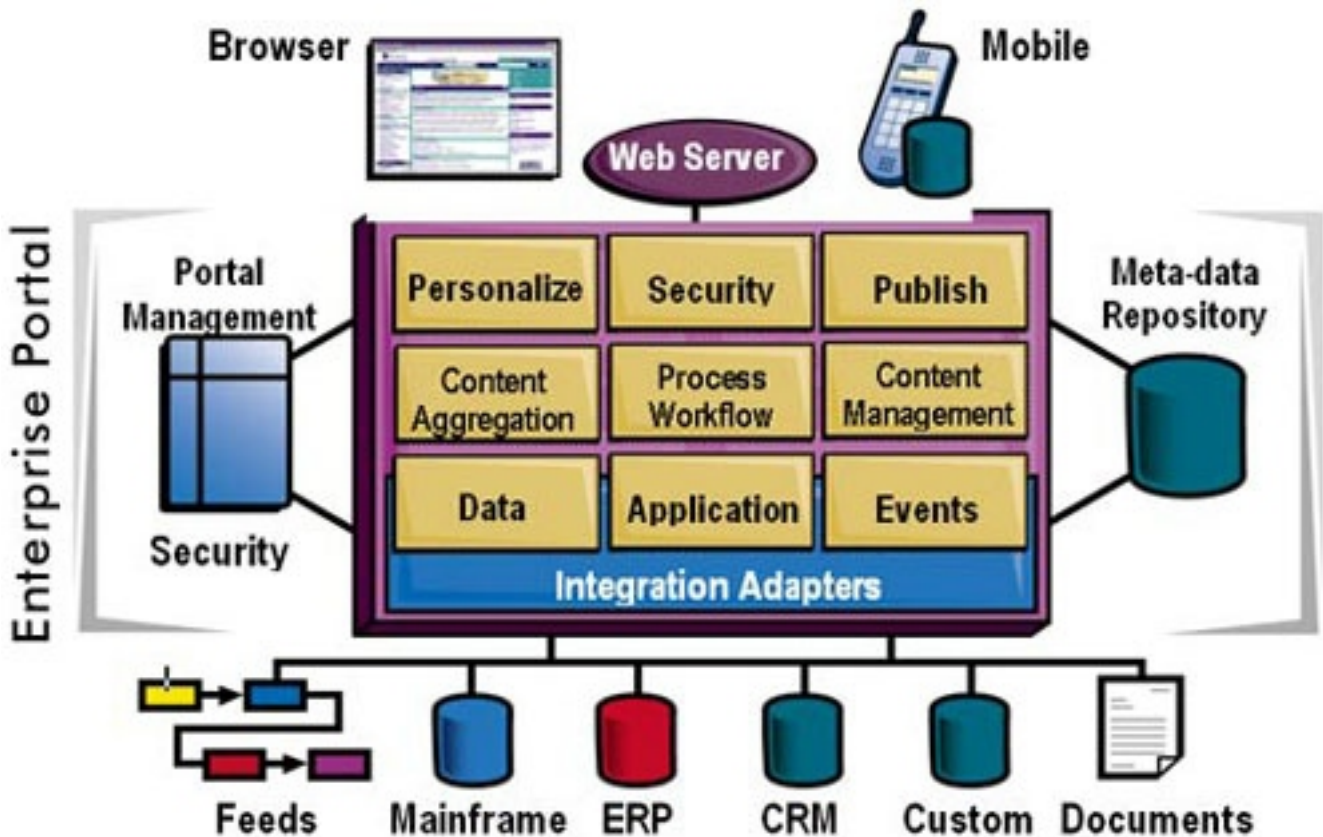 Browser
Mobile
Web Server
Enterprise Portal
Portal
Management
Security
Personalize
Security
Publish
Content
Aggregation
Process
Workflow
Content
Management
Data
Application
Events
Integration Adapters
Meta-data
Repository
Feeds
Mainframe
ERP
CRM
Custom
Documents